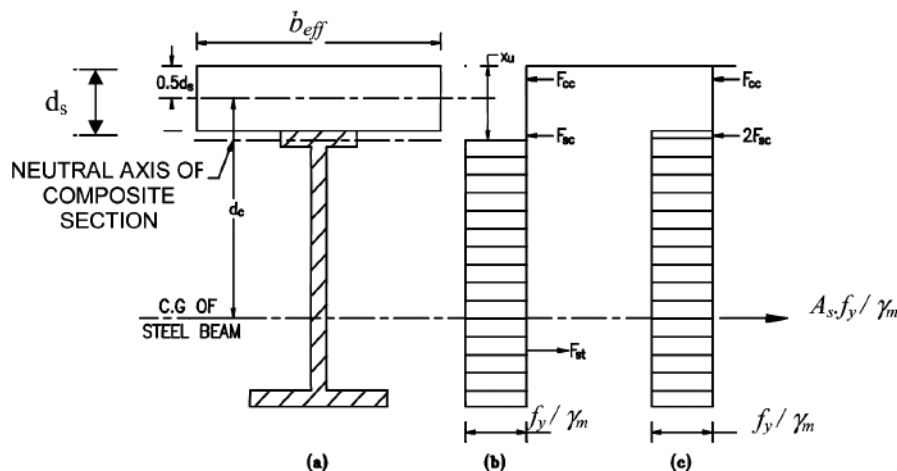 b_eff
x_u
0.5d_s
F_cc
F_cc
d_s
F_sc
2F_sc
NEUTRAL AXIS OF
COMPOSITE
SECTION
d_c
C.G OF
STEEL BEAM
A_s.f_y / γ_m
F_st
f_y / γ_m
f_y / γ_m
(a)
(b)
(c)